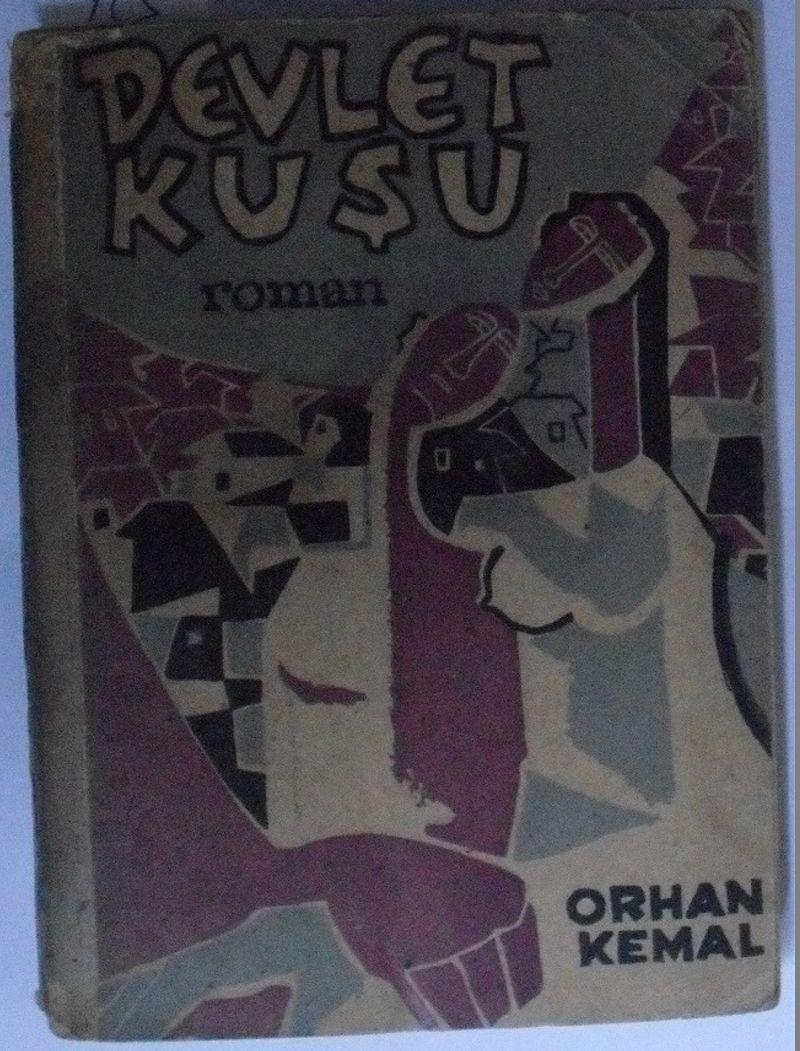 DEVLET
KUŞU
roman
ORHAN
KEMAL